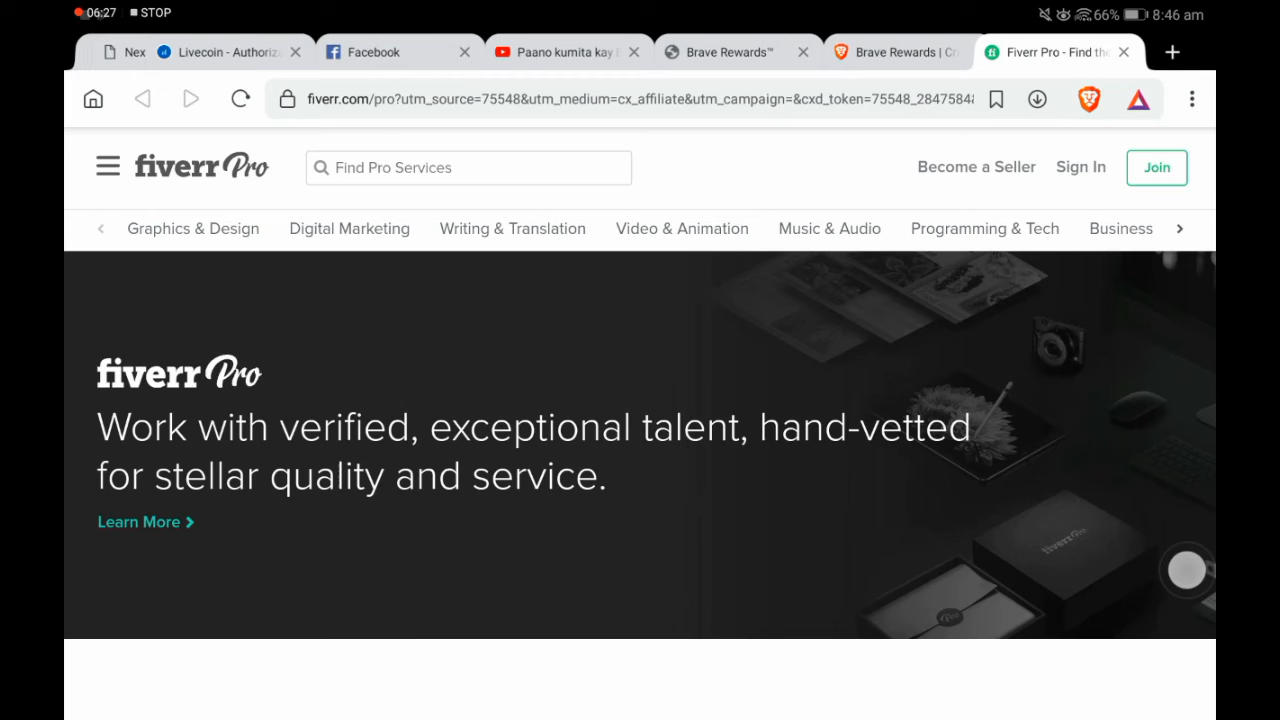 06:27 STOP 66% 8:46 am
Nex Livecoin - Authoriz Facebook Paano kumita kay Brave Rewards™ Brave Rewards | Cr Fiverr Pro - Find the
fiverr.com/pro?utm_source=75548&utm_medium=cx_affiliate&utm_campaign=&cxd_token=75548_28475848
fiverr Pro Find Pro Services Become a Seller Sign In Join
Graphics & Design Digital Marketing Writing & Translation Video & Animation Music & Audio Programming & Tech Business
fiverr Pro
Work with verified, exceptional talent, hand-vetted
for stellar quality and service.
Learn More
fiverr Pro